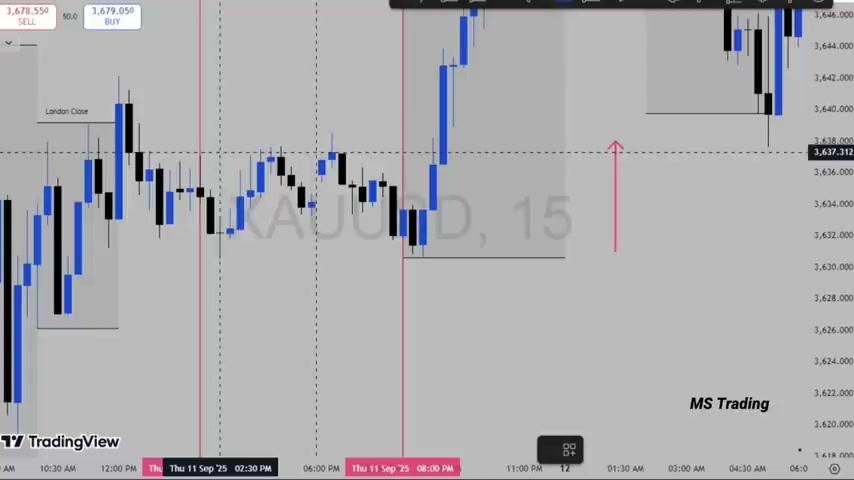 3,678.550
SELL
50.0
3,679.050
BUY
London Close
XAUUSD, 15
3,646.000
3,644.000
3,642.000
3,640.000
3,638.000
3,637.312
3,636.000
3,634.000
3,632.000
3,630.000
3,628.000
3,626.000
3,624.000
3,622.000
3,620.000
3,618.000
MS Trading
TradingView
AM 10:30 AM 12:00 PM Thu Thu 11 Sep '25 02:30 PM 06:00 PM Thu 11 Sep '25 08:00 PM 11:00 PM 12 01:30 AM 03:00 AM 04:30 AM 06:0